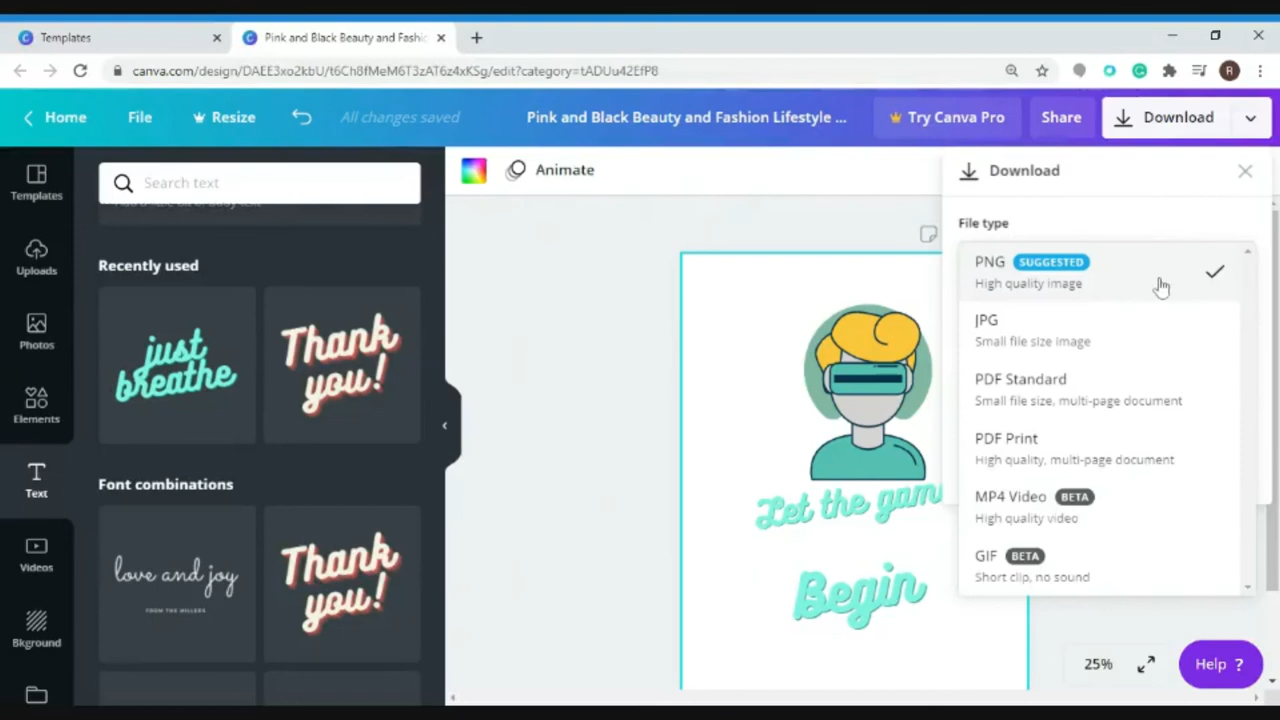 Templates
Pink and Black Beauty and Fashio
canva.com/design/DAEE3xo2kbU/t6Ch8fMeM6T3zAT6z4xKSg/edit?category=tADUu42EfP8
R
Home
File
Resize
All changes saved
Pink and Black Beauty and Fashion Lifestyle ...
Try Canva Pro
Share
Download
Templates
Uploads
Photos
Elements
Text
Videos
Bkground
Search text
Recently used
just
breathe
Thank
you!
Font combinations
love and joy
FROM THE MILLERS
Thank
you!
Animate
Let the gam
Begin
Download
File type
PNG SUGGESTED
High quality image
JPG
Small file size image
PDF Standard
Small file size, multi-page document
PDF Print
High quality, multi-page document
MP4 Video BETA
High quality video
GIF BETA
Short clip, no sound
25%
Help ?